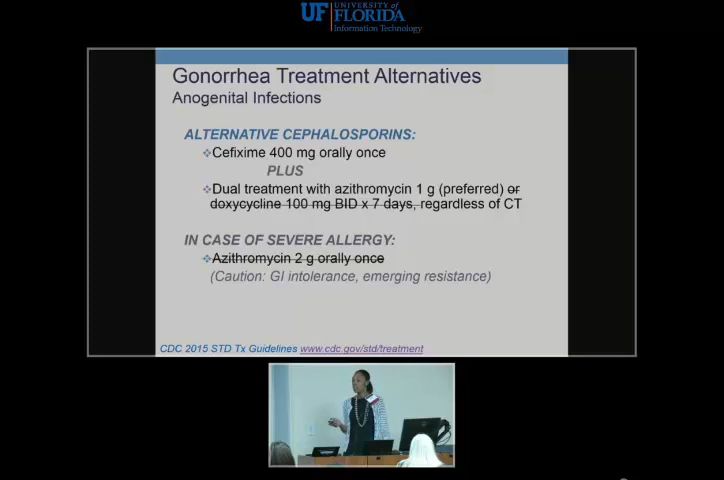 UF UNIVERSITY of
FLORIDA
Information Technology
Gonorrhea Treatment Alternatives
Anogenital Infections
ALTERNATIVE CEPHALOSPORINS:
Cefixime 400 mg orally once
PLUS
Dual treatment with azithromycin 1 g (preferred) or
doxycycline 100 mg BID x 7 days, regardless of CT
IN CASE OF SEVERE ALLERGY:
Azithromycin 2 g orally once
(Caution: GI intolerance, emerging resistance)
CDC 2015 STD Tx Guidelines www.cdc.gov/std/treatment